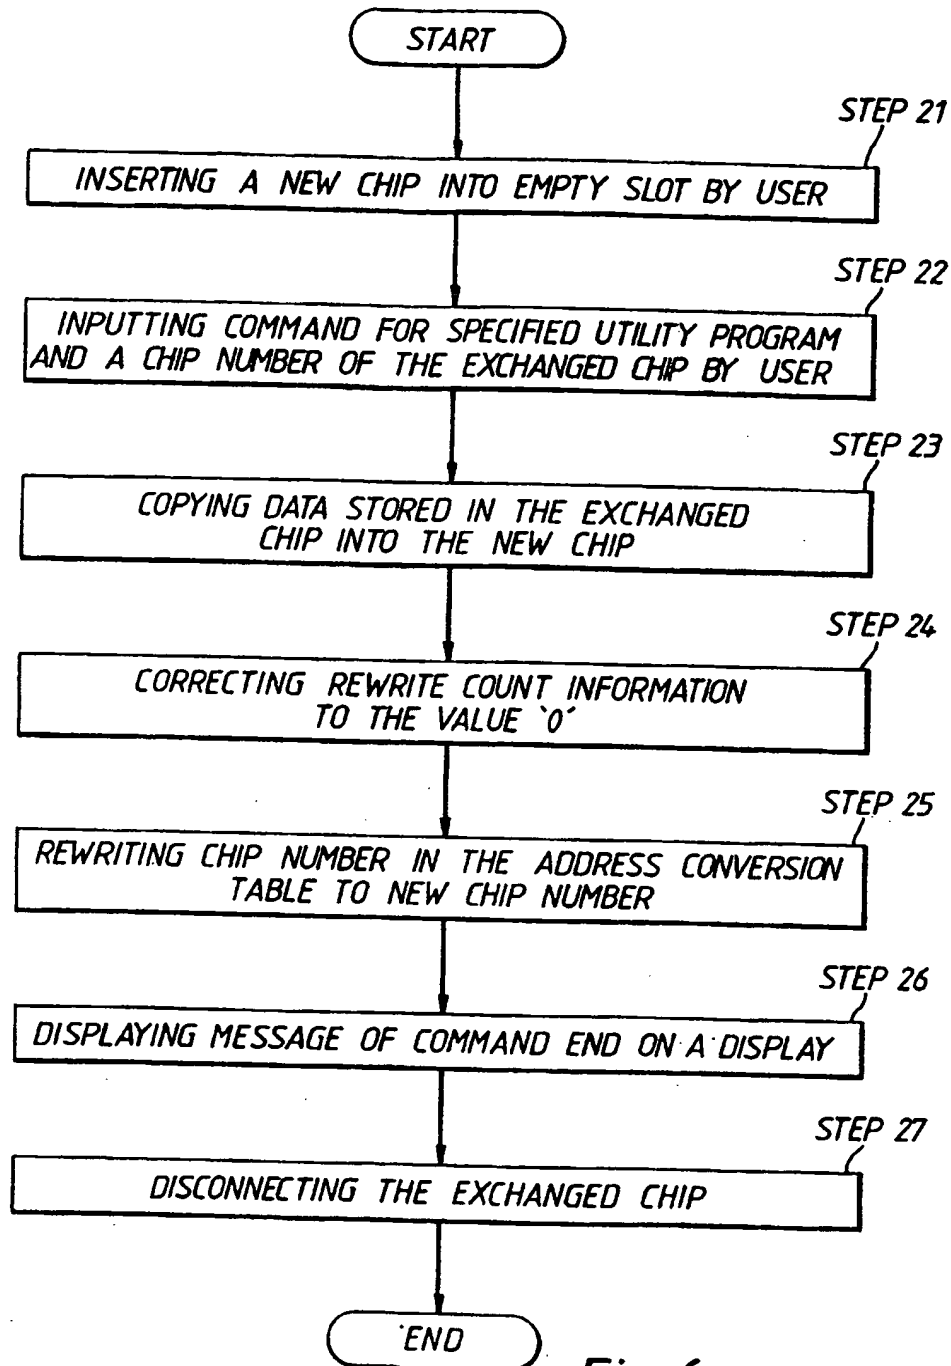 START
STEP 21
INSERTING A NEW CHIP INTO EMPTY SLOT BY USER
STEP 22
INPUTTING COMMAND FOR SPECIFIED UTILITY PROGRAM
AND A CHIP NUMBER OF THE EXCHANGED CHIP BY USER
STEP 23
COPYING DATA STORED IN THE EXCHANGED
CHIP INTO THE NEW CHIP
STEP 24
CORRECTING REWRITE COUNT INFORMATION
TO THE VALUE '0'
STEP 25
REWRITING CHIP NUMBER IN THE ADDRESS CONVERSION
TABLE TO NEW CHIP NUMBER
STEP 26
DISPLAYING MESSAGE OF COMMAND END ON A DISPLAY
STEP 27
DISCONNECTING THE EXCHANGED CHIP
END